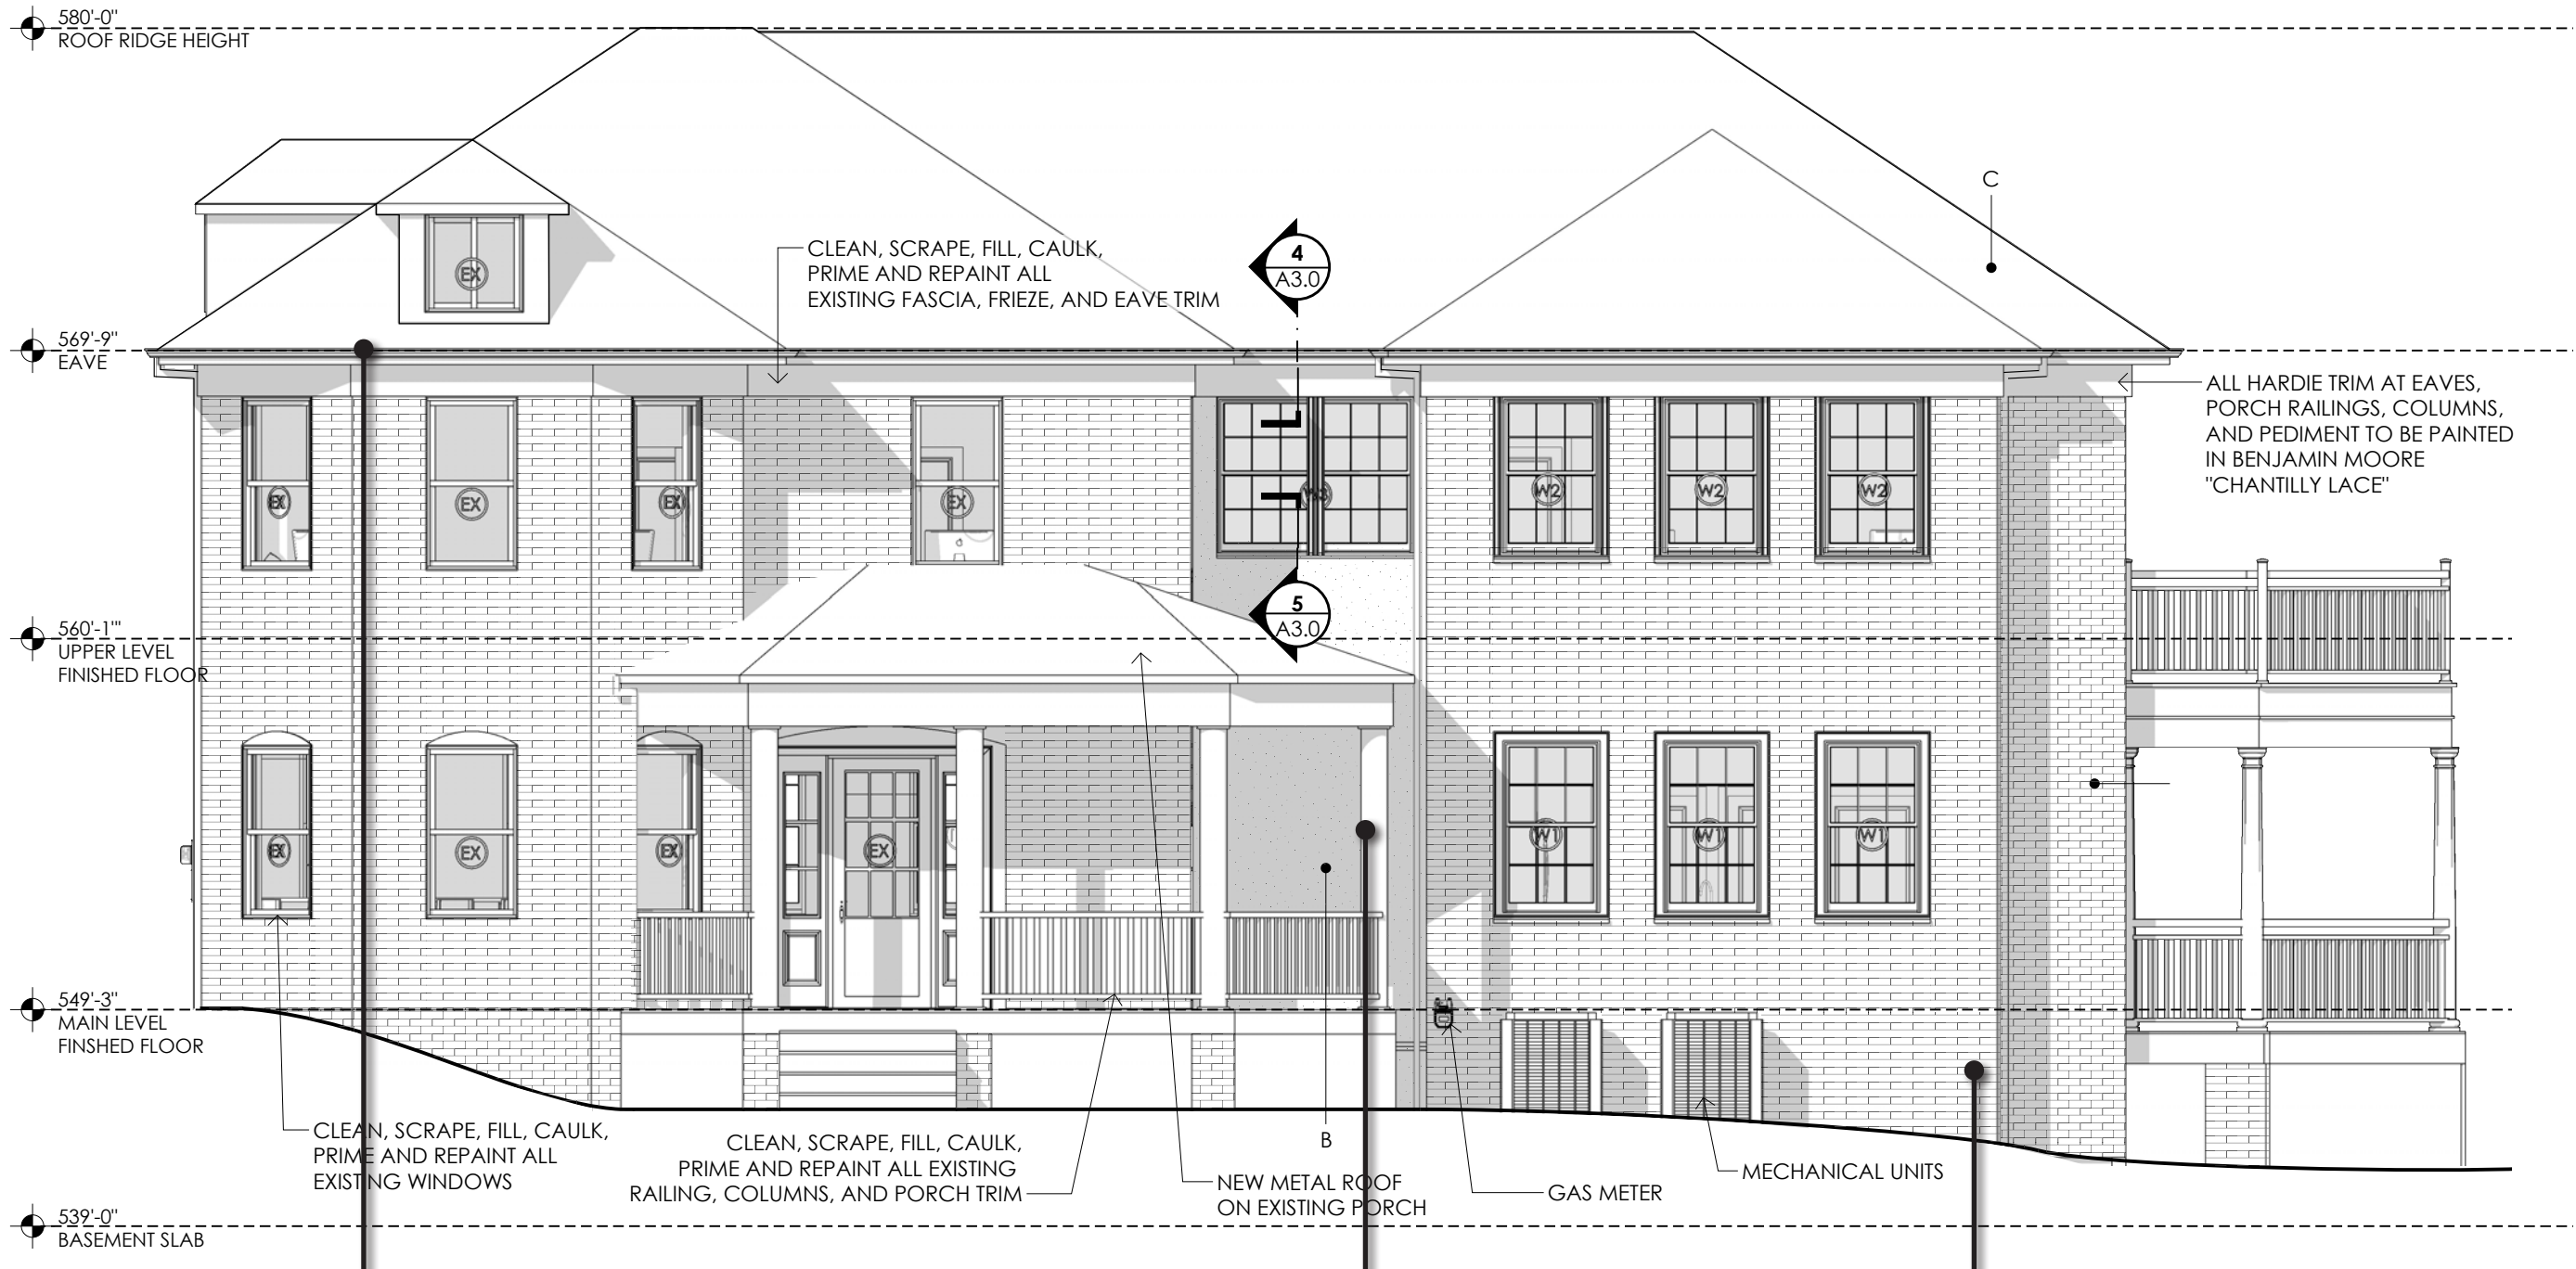 580'-0"
ROOF RIDGE HEIGHT
C
EX
CLEAN, SCRAPE, FILL, CAULK,
PRIME AND REPAINT ALL
EXISTING FASCIA, FRIEZE, AND EAVE TRIM
4
A3.0
569'-9"
EAVE
ALL HARDIE TRIM AT EAVES,
PORCH RAILINGS, COLUMNS,
AND PEDIMENT TO BE PAINTED
IN BENJAMIN MOORE
"CHANTILLY LACE"
EX
EX
EX
EX
W3
W2
W2
W2
5
A3.0
560'-1'"
UPPER LEVEL
FINISHED FLOOR
EX
EX
EX
EX
W1
W1
W1
549'-3"
MAIN LEVEL
FINSHED FLOOR
CLEAN, SCRAPE, FILL, CAULK,
PRIME AND REPAINT ALL
EXISTING WINDOWS
CLEAN, SCRAPE, FILL, CAULK,
PRIME AND REPAINT ALL EXISTING
RAILING, COLUMNS, AND PORCH TRIM
NEW METAL ROOF
ON EXISTING PORCH
B
GAS METER
MECHANICAL UNITS
539'-0"
BASEMENT SLAB